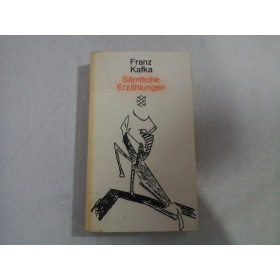 Franz
Kafka
Sämtliche
Erzählungen